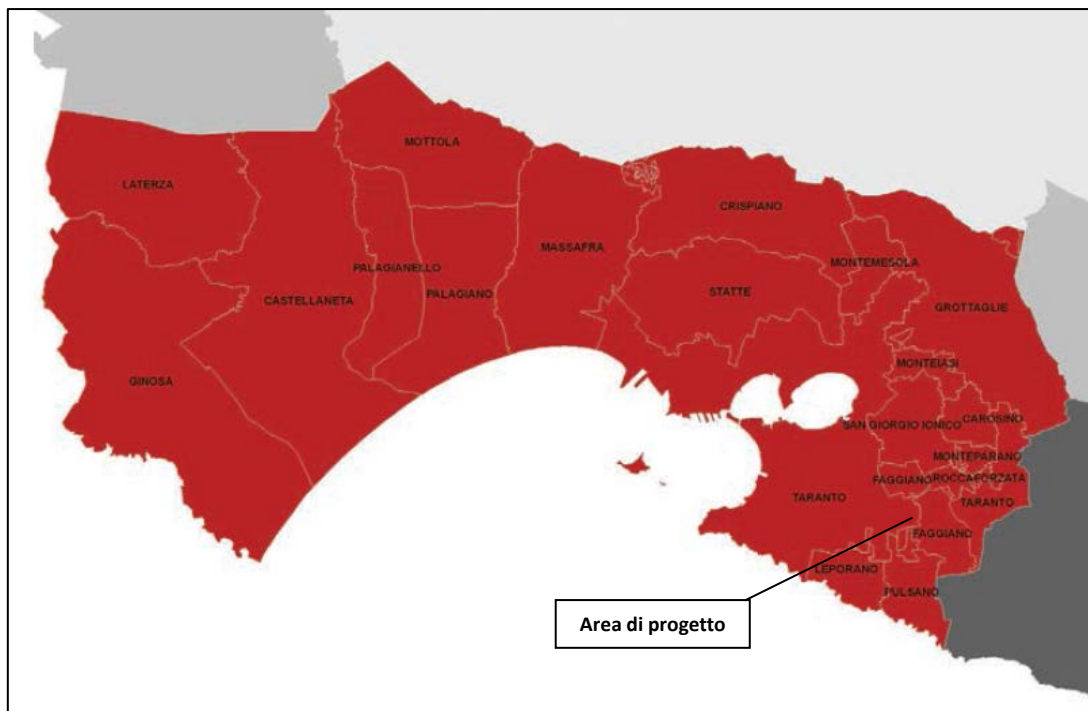 MOTTOLA
LATERZA
CRISPIANO
MASSAFRA
MONTEMESOLA
PALAGIANELLO
STATTE
CASTELLANETA
PALAGIANO
GROTTAGLIE
MONTEIASI
GINOSA
CAROSINO
SAN GIORGIO IONICO
MONTEPARANO
FAGGIANO
ROCCAFORZATA
TARANTO
TARANTO
FAGGIANO
LEPORANO
PULSANO
Area di progetto